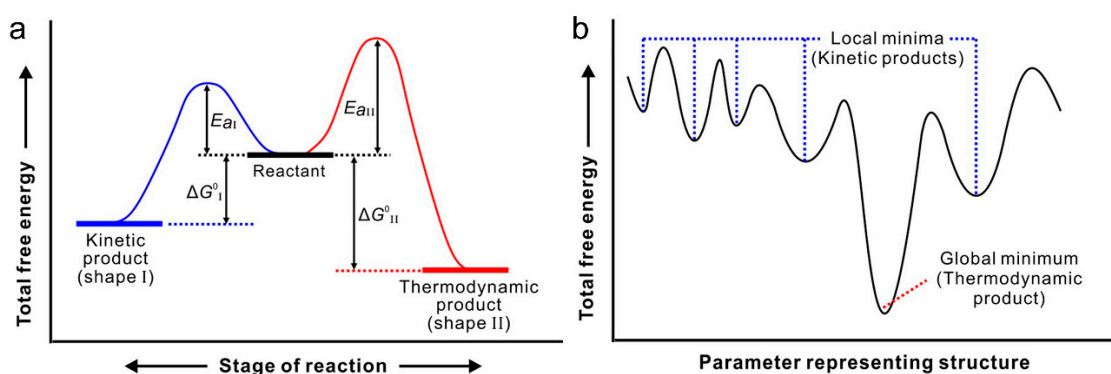 a
Total free energy
EaI
EaII
Reactant
ΔG⁰I
ΔG⁰II
Kinetic
product
(shape I)
Thermodynamic
product
(shape II)
Stage of reaction
b
Total free energy
Local minima
(Kinetic products)
Global minimum
(Thermodynamic
product)
Parameter representing structure